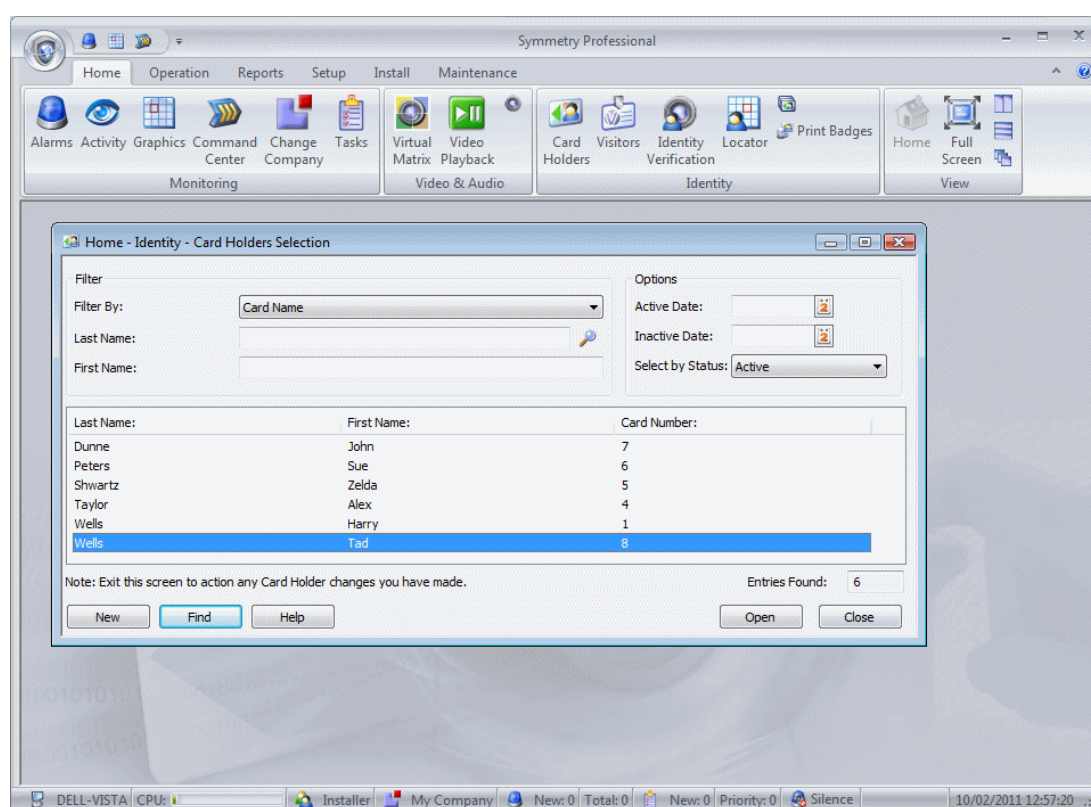 Symmetry Professional
Home Operation Reports Setup Install Maintenance
Alarms Activity Graphics Command Center Change Company Tasks
Virtual Matrix Video Playback
Card Holders Visitors Identity Verification Locator Print Badges
Home Full Screen
Monitoring Video & Audio Identity View
Home - Identity - Card Holders Selection
Filter
Filter By: Card Name
Last Name:
First Name:
Options
Active Date: 2
Inactive Date: 2
Select by Status: Active
Last Name: First Name: Card Number:
Dunne John 7
Peters Sue 6
Shwartz Zelda 5
Taylor Alex 4
Wells Harry 1
Wells Tad 8
Note: Exit this screen to action any Card Holder changes you have made.
Entries Found: 6
New Find Help Open Close
DELL-VISTA CPU: Installer My Company New: 0 Total: 0 New: 0 Priority: 0 Silence 10/02/2011 12:57:20